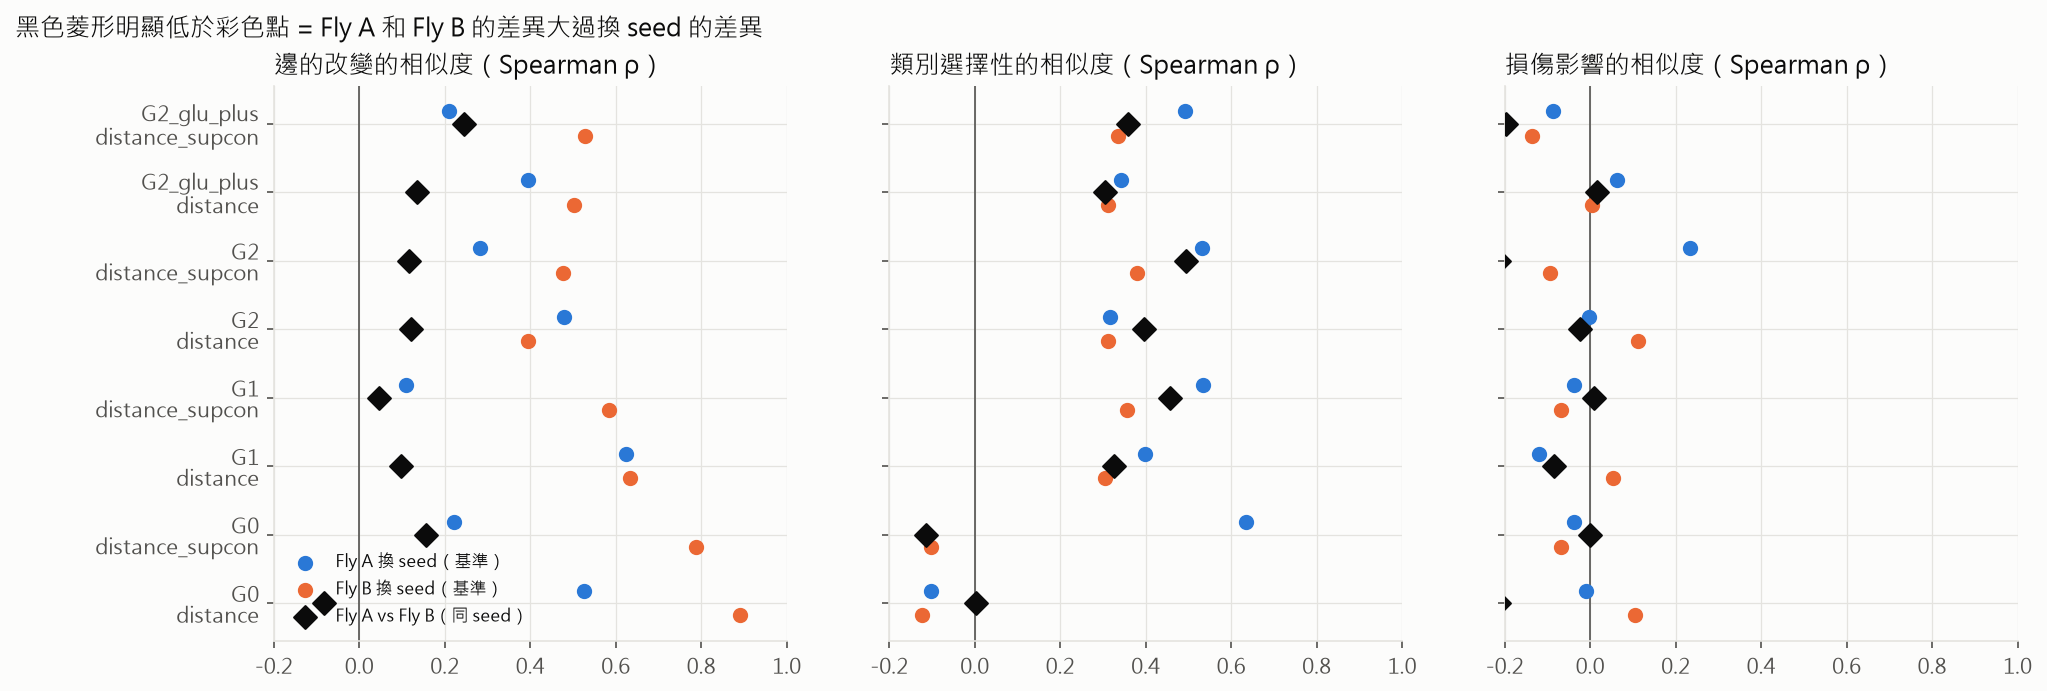 黑色菱形明顯低於彩色點 = Fly A 和 Fly B 的差異大過換 seed 的差異
邊的改變的相似度（Spearman ρ）
類別選擇性的相似度（Spearman ρ）
損傷影響的相似度（Spearman ρ）
G2_glu_plus
distance_supcon
G2_glu_plus
distance
G2
distance_supcon
G2
distance
G1
distance_supcon
G1
distance
G0
distance_supcon
G0
distance
Fly A 換 seed（基準）
Fly B 換 seed（基準）
Fly A vs Fly B（同 seed）
-0.2 0.0 0.2 0.4 0.6 0.8 1.0
-0.2 0.0 0.2 0.4 0.6 0.8 1.0
-0.2 0.0 0.2 0.4 0.6 0.8 1.0